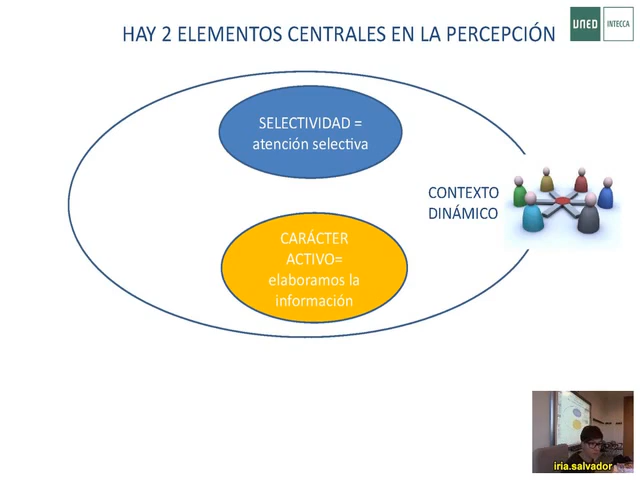 HAY 2 ELEMENTOS CENTRALES EN LA PERCEPCIÓN
UNED
INTECCA
SELECTIVIDAD =
atención selectiva
CONTEXTO
DINÁMICO
CARÁCTER
ACTIVO=
elaboramos la
información
iria.salvador